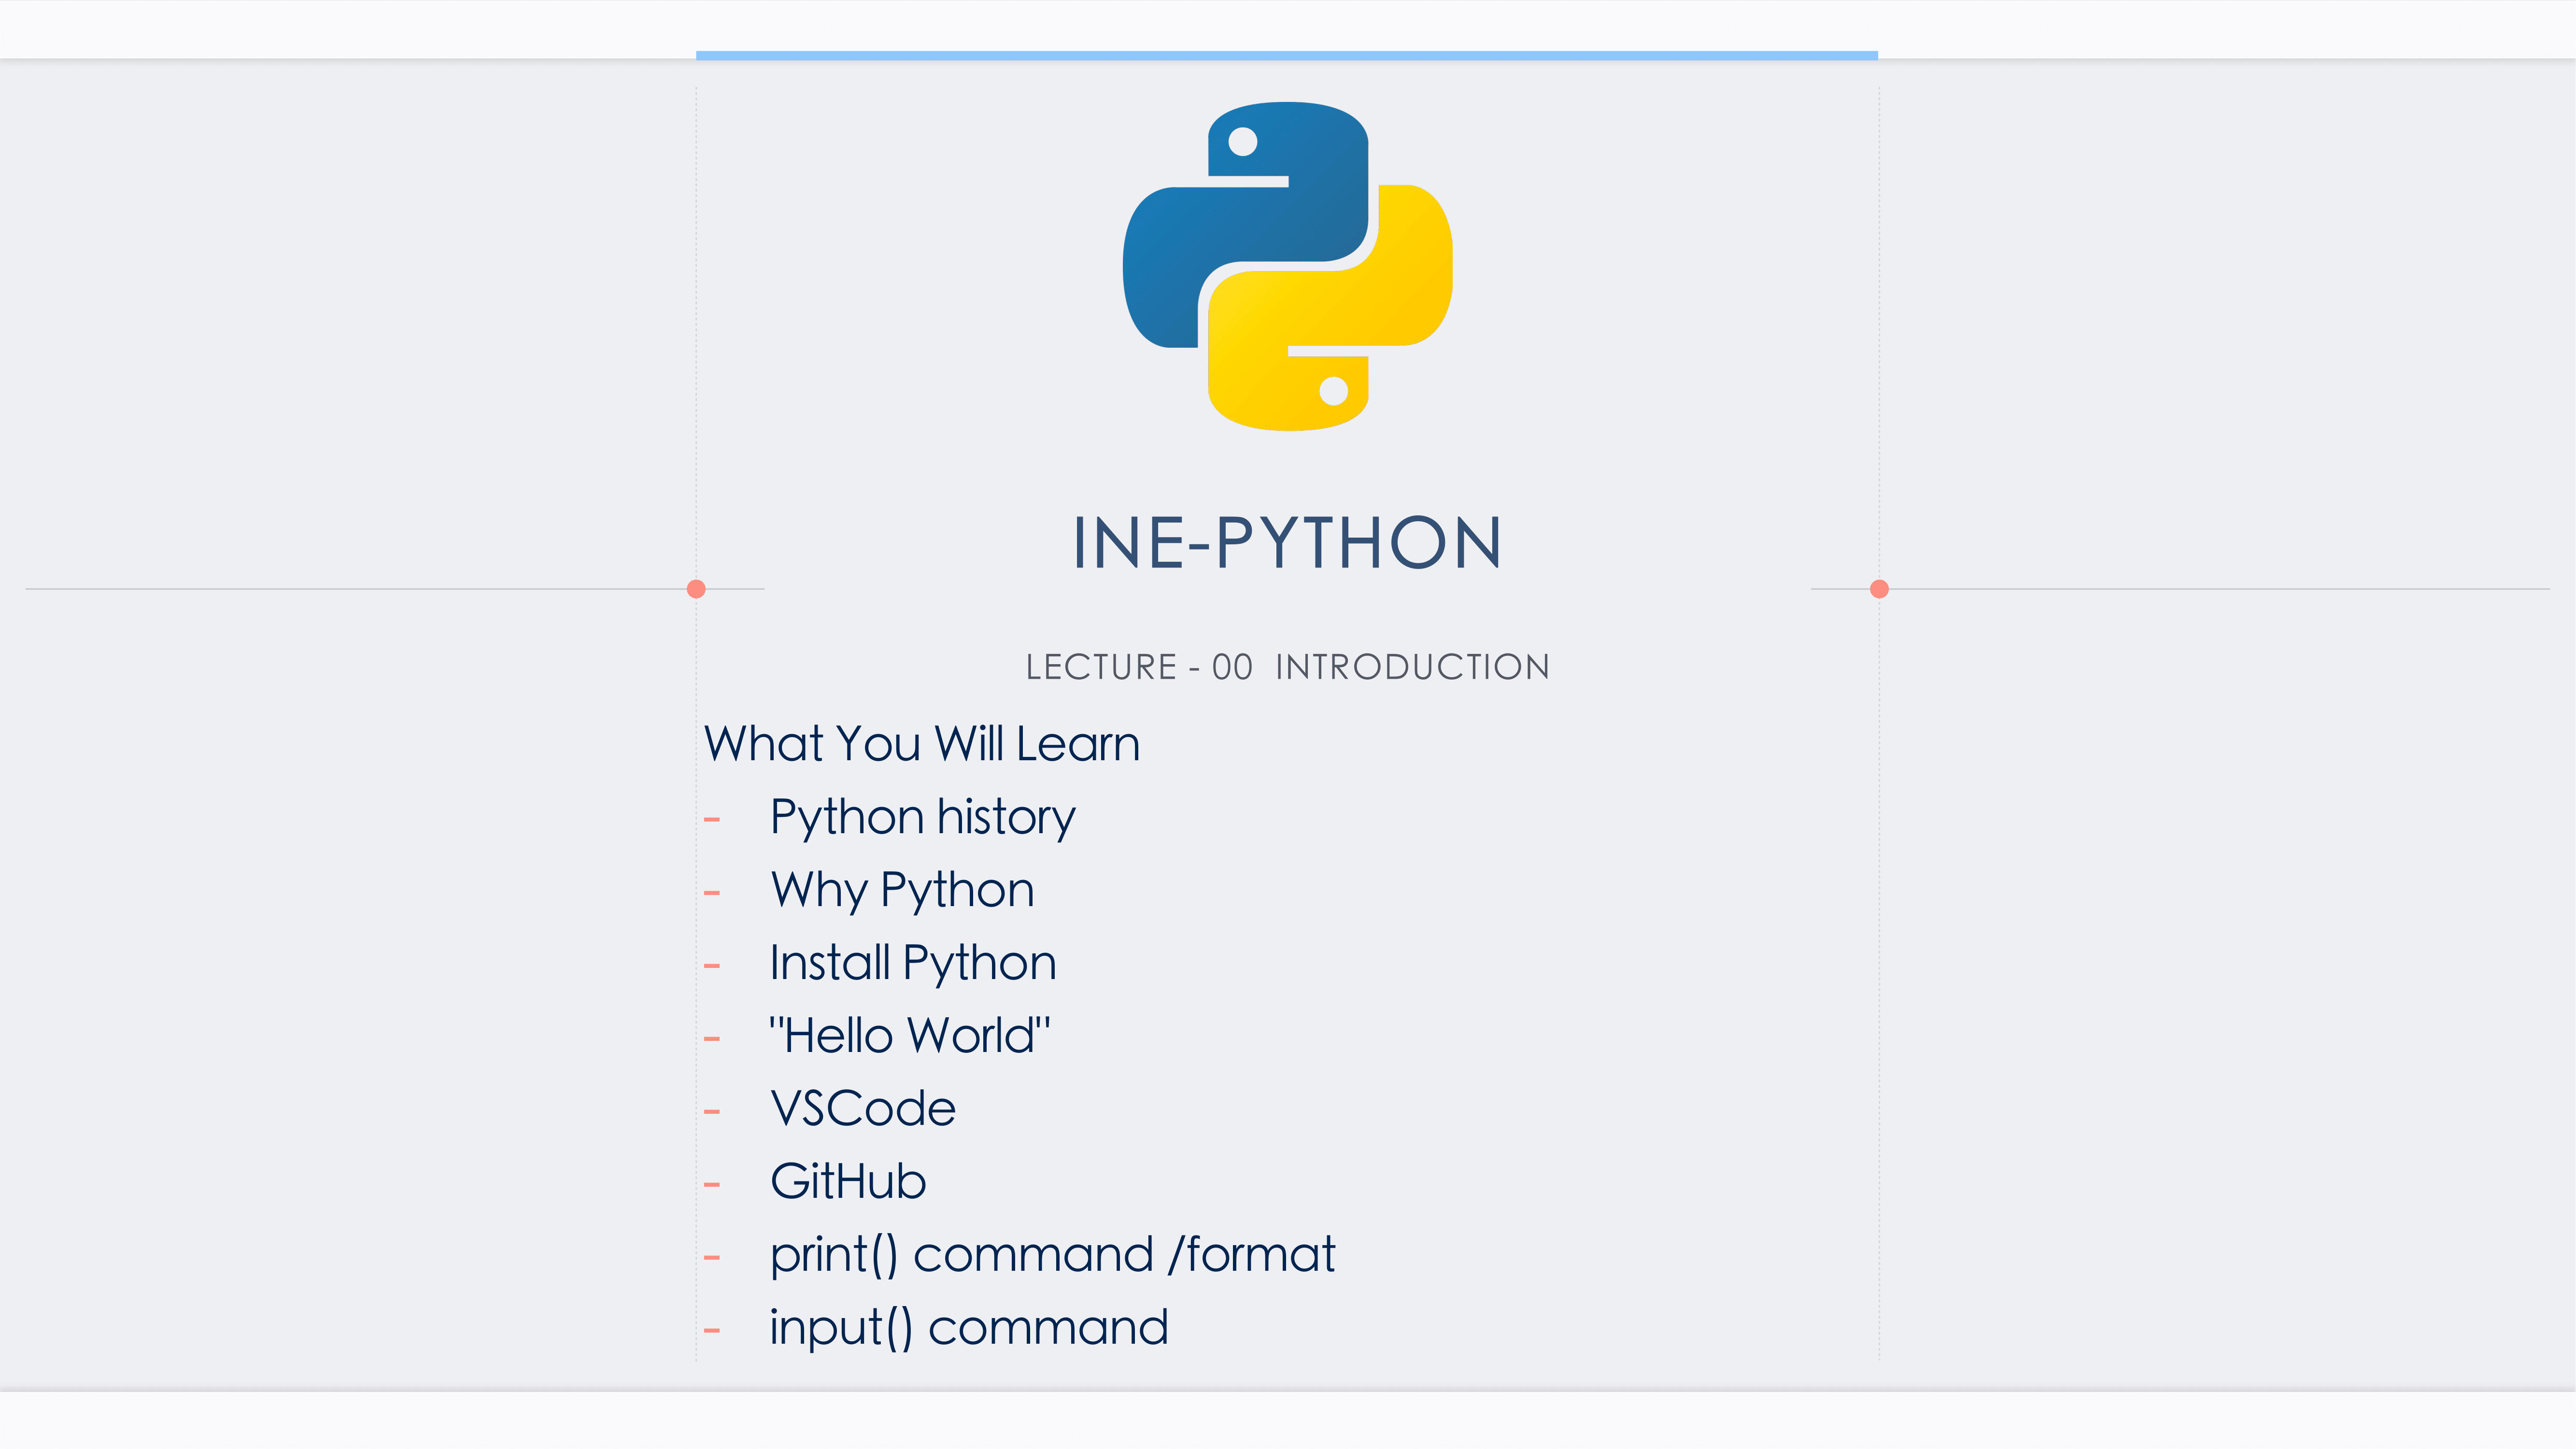 INE-PYTHON
LECTURE - 00  INTRODUCTION
What You Will Learn
- Python history
- Why Python
- Install Python
- "Hello World"
- VSCode
- GitHub
- print() command /format
- input() command